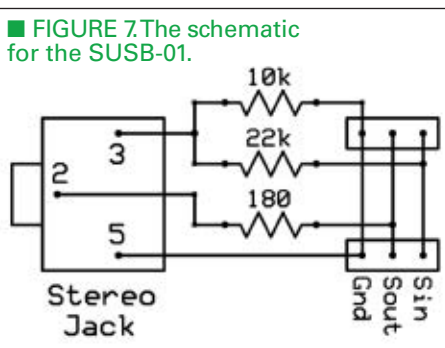 ■ FIGURE 7. The schematic
for the SUSB-01.
10k
3
22k
2
180
5
Stereo
Jack
Gnd
Sout
Sin